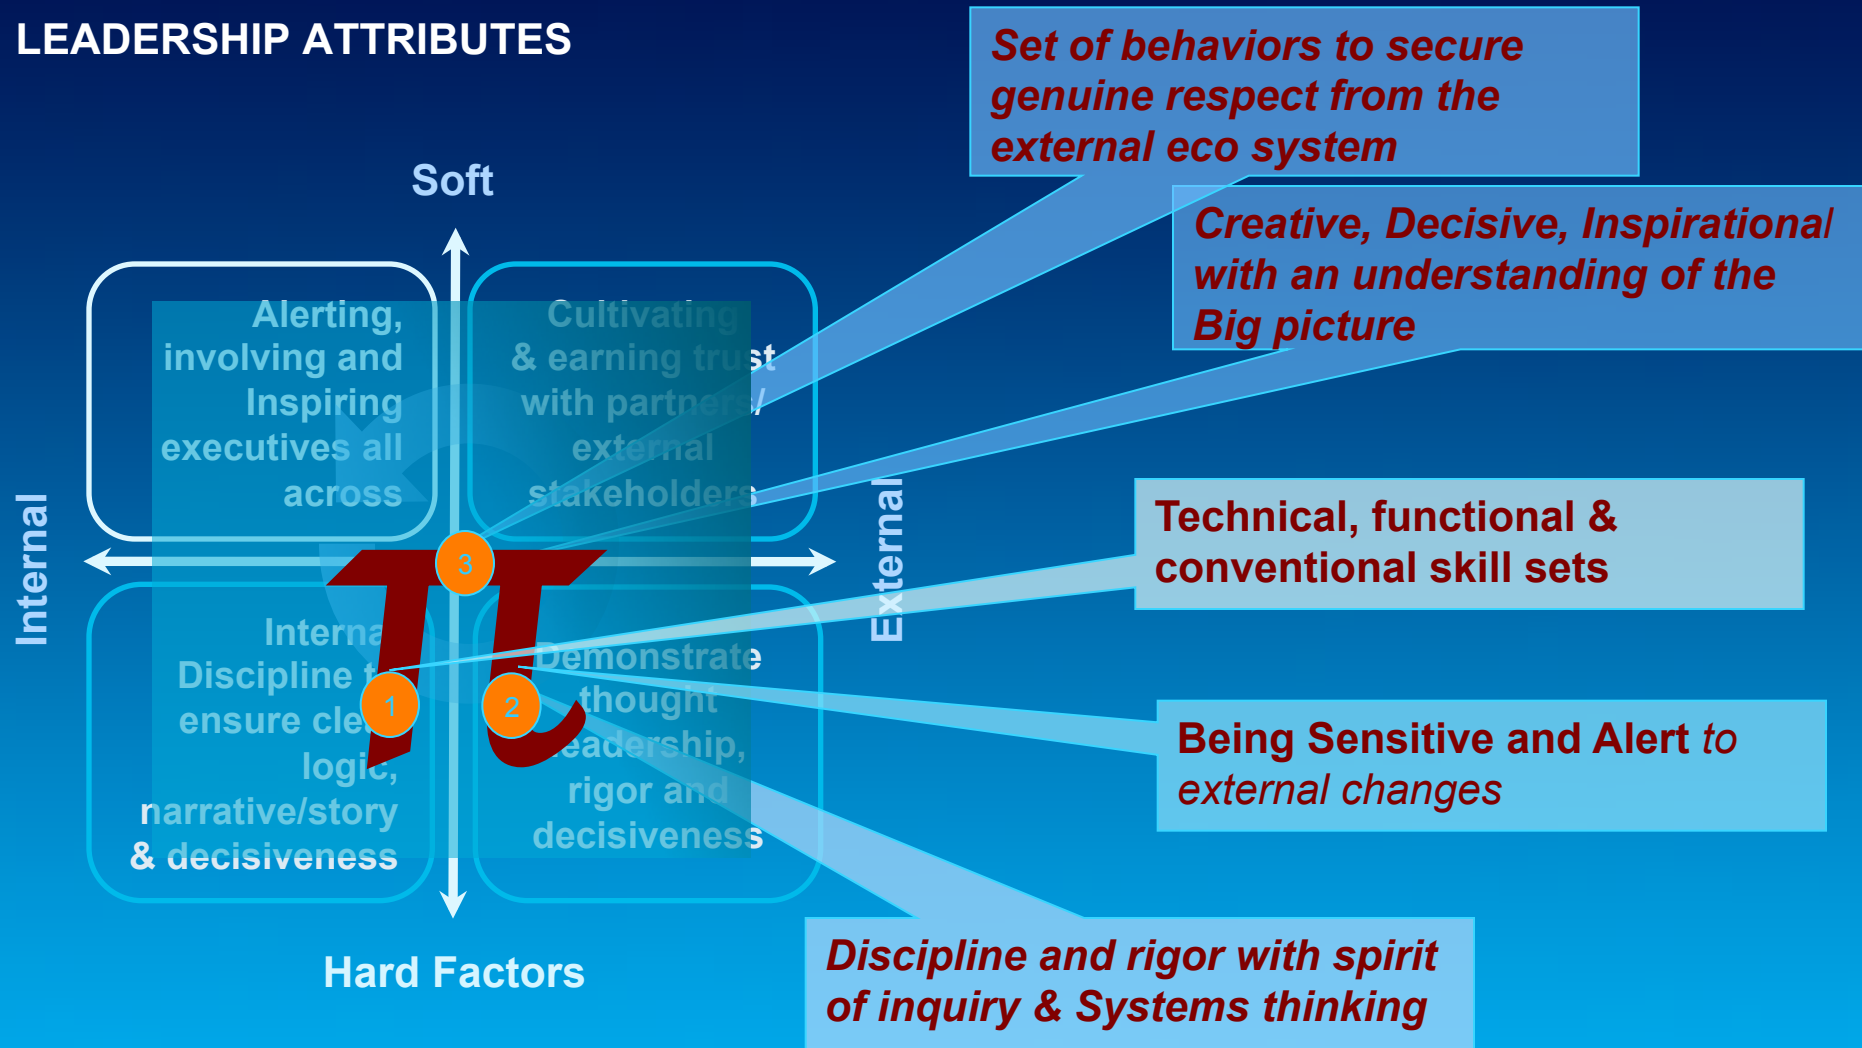 LEADERSHIP ATTRIBUTES
Set of behaviors to secure
genuine respect from the
external eco system
Soft
Creative, Decisive, Inspirational
with an understanding of the
Big picture
Alerting,
involving and
Inspiring
executives all
across
Cultivating
& earning trust
with partners/
external
stakeholders
Internal
External
Technical, functional &
conventional skill sets
3
π
1
2
Internal
Discipline to
ensure clear
logic,
narrative/story
& decisiveness
Demonstrate
thought
leadership,
rigor and
decisiveness
Being Sensitive and Alert to
external changes
Hard Factors
Discipline and rigor with spirit
of inquiry & Systems thinking